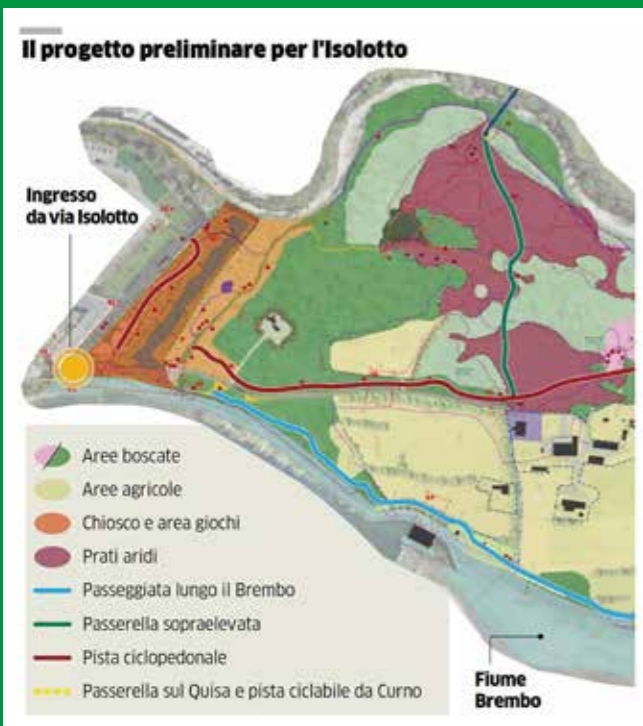 Il progetto preliminare per l'Isolotto
Ingresso
da via Isolotto
Aree boscate
Aree agricole
Chiosco e area giochi
Prati aridi
Passeggiata lungo il Brembo
Passerella sopraelevata
Pista ciclopedonale
Passerella sul Quisa e pista ciclabile da Curno
Fiume
Brembo